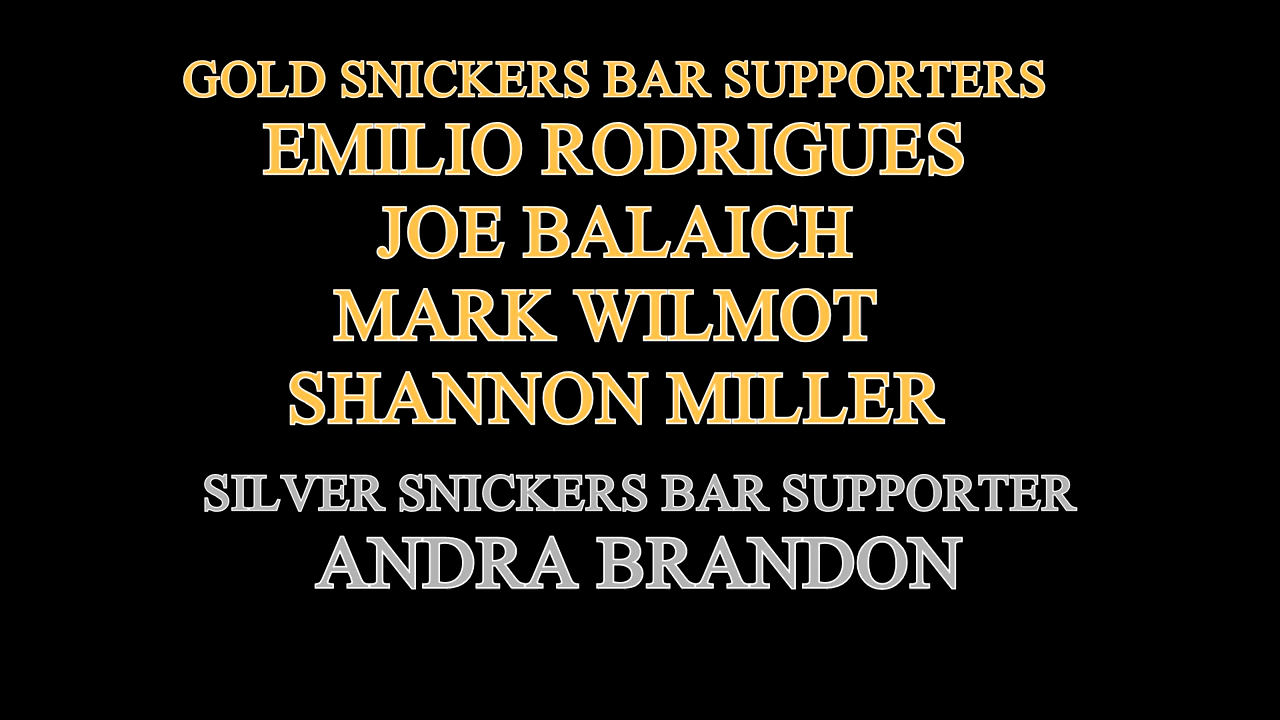 GOLD SNICKERS BAR SUPPORTERS
EMILIO RODRIGUES
JOE BALAICH
MARK WILMOT
SHANNON MILLER
SILVER SNICKERS BAR SUPPORTER
ANDRA BRANDON